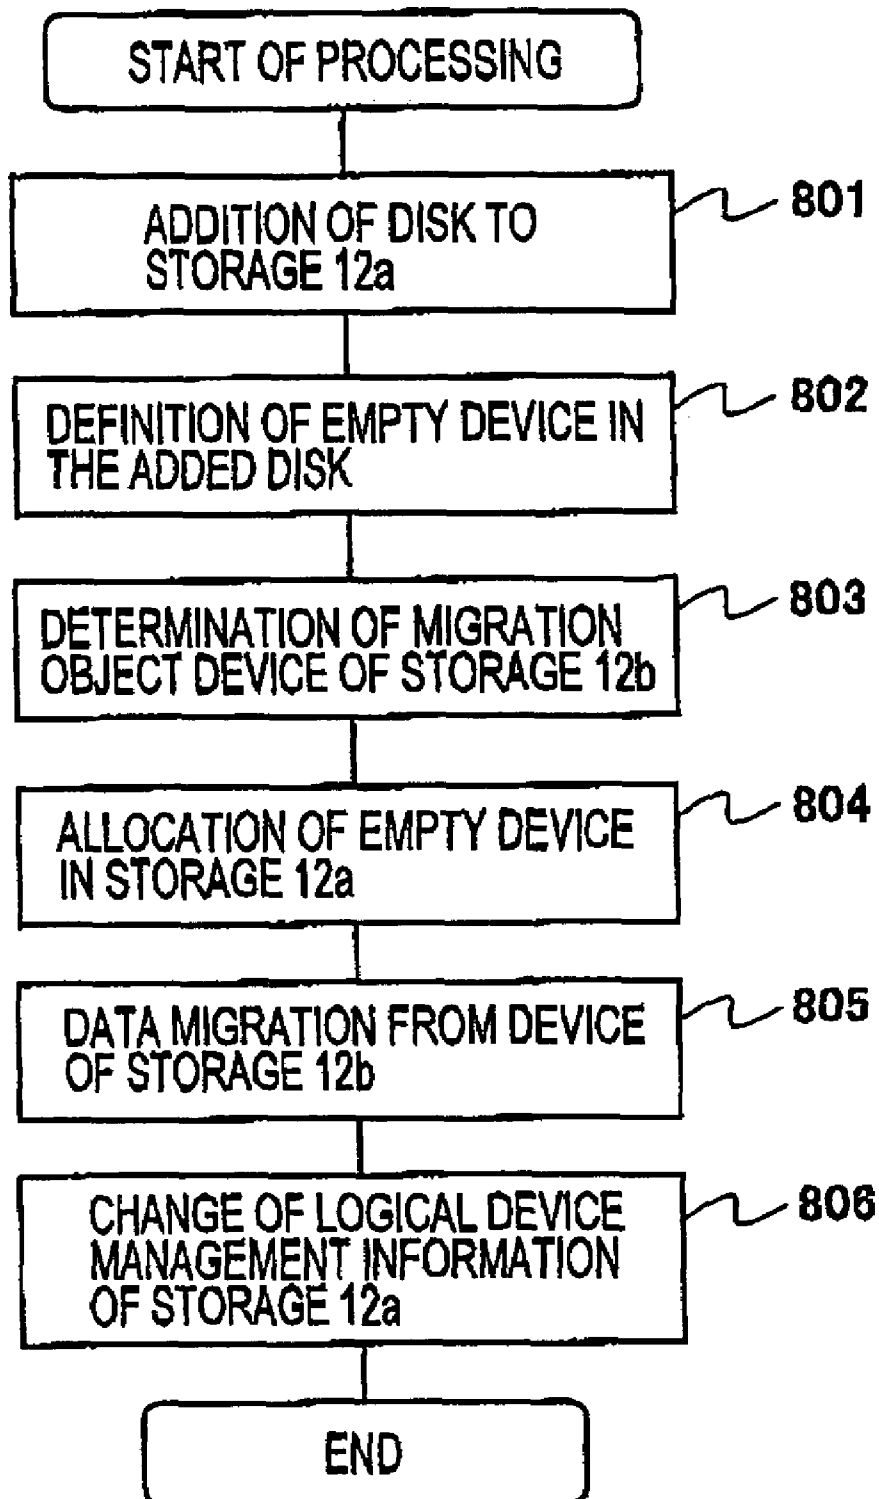 START OF PROCESSING
ADDITION OF DISK TO
STORAGE 12a
801
DEFINITION OF EMPTY DEVICE IN
THE ADDED DISK
802
DETERMINATION OF MIGRATION
OBJECT DEVICE OF STORAGE 12b
803
ALLOCATION OF EMPTY DEVICE
IN STORAGE 12a
804
DATA MIGRATION FROM DEVICE
OF STORAGE 12b
805
CHANGE OF LOGICAL DEVICE
MANAGEMENT INFORMATION
OF STORAGE 12a
806
END